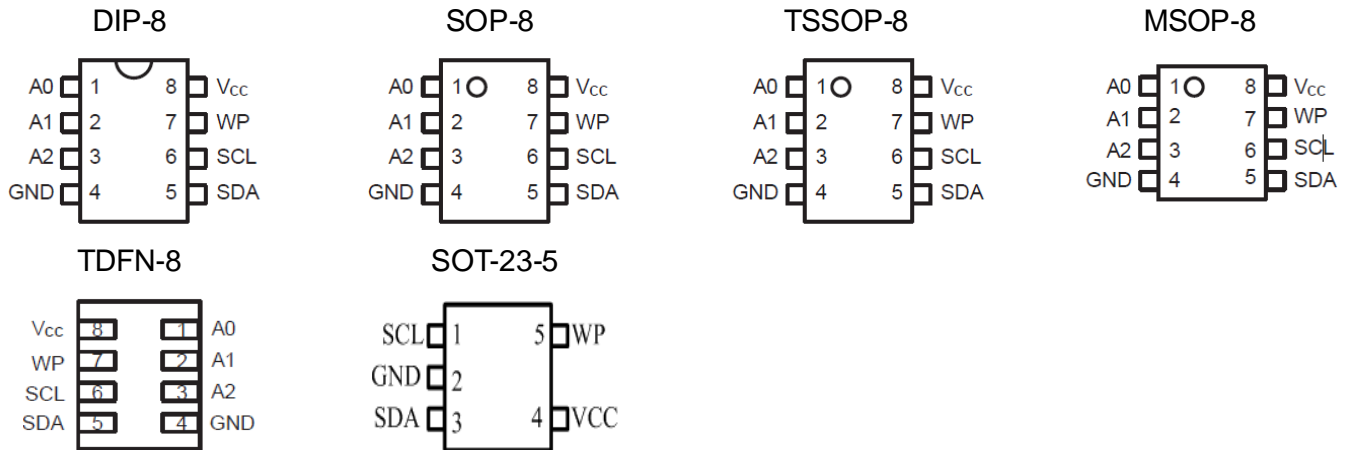 DIP-8 SOP-8 TSSOP-8 MSOP-8
A0 1 8 Vcc A0 1 8 Vcc A0 1 8 Vcc A0 1 8 Vcc
A1 2 7 WP A1 2 7 WP A1 2 7 WP A1 2 7 WP
A2 3 6 SCL A2 3 6 SCL A2 3 6 SCL A2 3 6 SCL
GND 4 5 SDA GND 4 5 SDA GND 4 5 SDA GND 4 5 SDA
TDFN-8 SOT-23-5
Vcc 8 1 A0 SCL 1 5 WP
WP 7 2 A1 GND 2
SCL 6 3 A2 SDA 3 4 VCC
SDA 5 4 GND